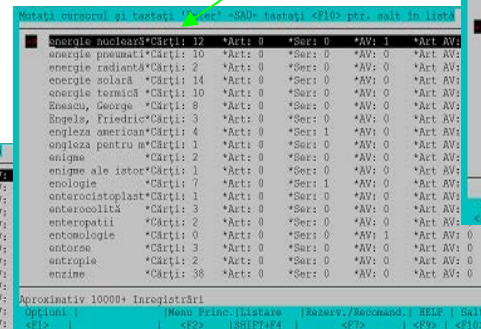 Mutaţi cursorul şi tastaţi 'Enter' «SAU» tastaţi <F10> ptr. salt în listă
energie nucleară*Cărţi: 12 *Art: 0 *Ser: 0 *AV: 1 *Art AV:
energie pneumati*Cărţi: 10 *Art: 0 *Ser: 0 *AV: 0 *Art AV:
energie radiantă*Cărţi: 2 *Art: 0 *Ser: 0 *AV: 0 *Art AV:
energie solară *Cărţi: 14 *Art: 0 *Ser: 0 *AV: 0 *Art AV:
energie termică *Cărţi: 10 *Art: 0 *Ser: 0 *AV: 0 *Art AV:
Enescu, George *Cărţi: 8 *Art: 0 *Ser: 0 *AV: 0 *Art AV:
Engels, Friedric*Cărţi: 3 *Art: 0 *Ser: 0 *AV: 0 *Art AV:
engleza american*Cărţi: 4 *Art: 0 *Ser: 1 *AV: 0 *Art AV:
engleza pentru m*Cărţi: 1 *Art: 0 *Ser: 0 *AV: 0 *Art AV:
enigme *Cărţi: 2 *Art: 0 *Ser: 0 *AV: 0 *Art AV:
enigme ale istor*Cărţi: 1 *Art: 0 *Ser: 0 *AV: 0 *Art AV:
enologie *Cărţi: 7 *Art: 0 *Ser: 1 *AV: 0 *Art AV:
enterocistoplast*Cărţi: 1 *Art: 0 *Ser: 0 *AV: 0 *Art AV:
enterocolită *Cărţi: 3 *Art: 0 *Ser: 0 *AV: 0 *Art AV:
enteropatii *Cărţi: 2 *Art: 0 *Ser: 0 *AV: 0 *Art AV:
entomologie *Cărţi: 0 *Art: 0 *Ser: 0 *AV: 1 *Art AV: 0
entorse *Cărţi: 3 *Art: 0 *Ser: 0 *AV: 0 *Art AV: 0
entropie *Cărţi: 2 *Art: 0 *Ser: 0 *AV: 0 *Art AV: 0
enzime *Cărţi: 38 *Art: 0 *Ser: 0 *AV: 0 *Art AV: 0
Aproximativ 10000+ Inregistrări
Opţiuni | |Menu Princ.|Listare |Rezerv./Recomand.| HELP | Sal
<F1> | | <F2> |SHIFT+F4 | <F7> | <F9> | <F10